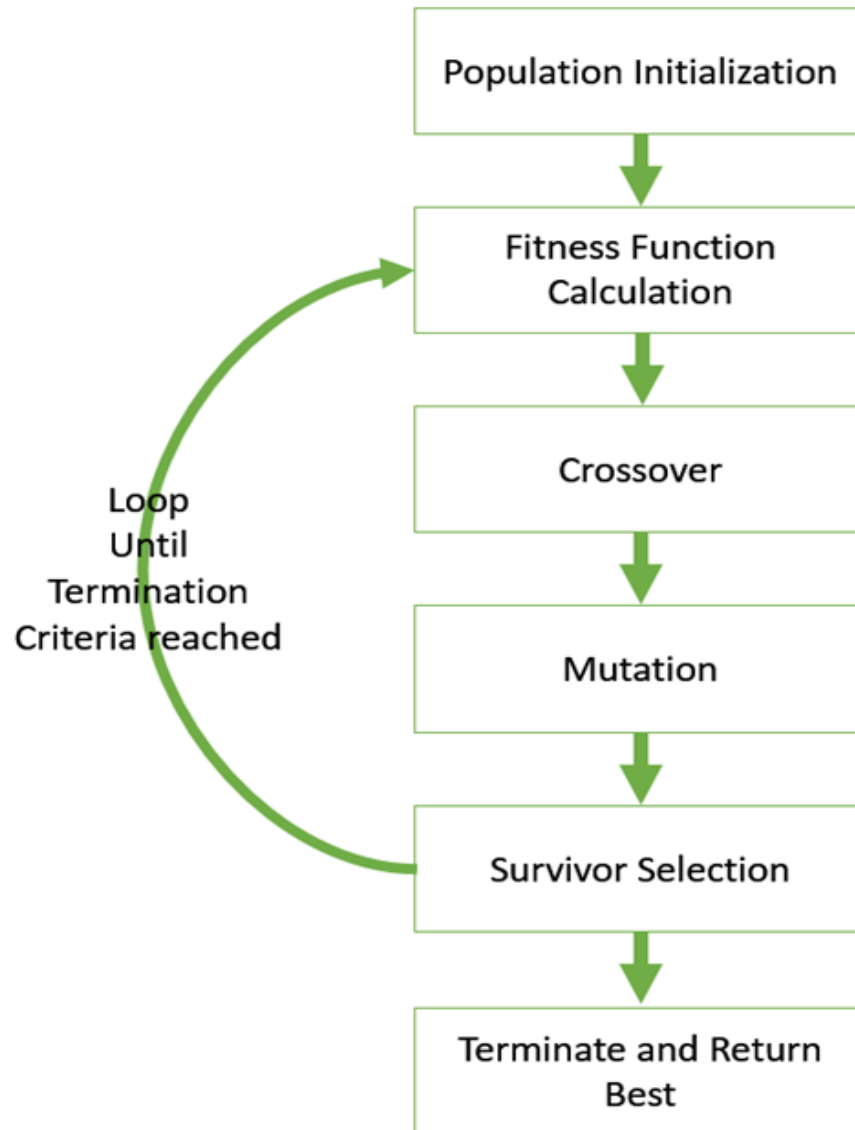 Population Initialization
Fitness Function
Calculation
Crossover
Loop
Until
Termination
Criteria reached
Mutation
Survivor Selection
Terminate and Return
Best